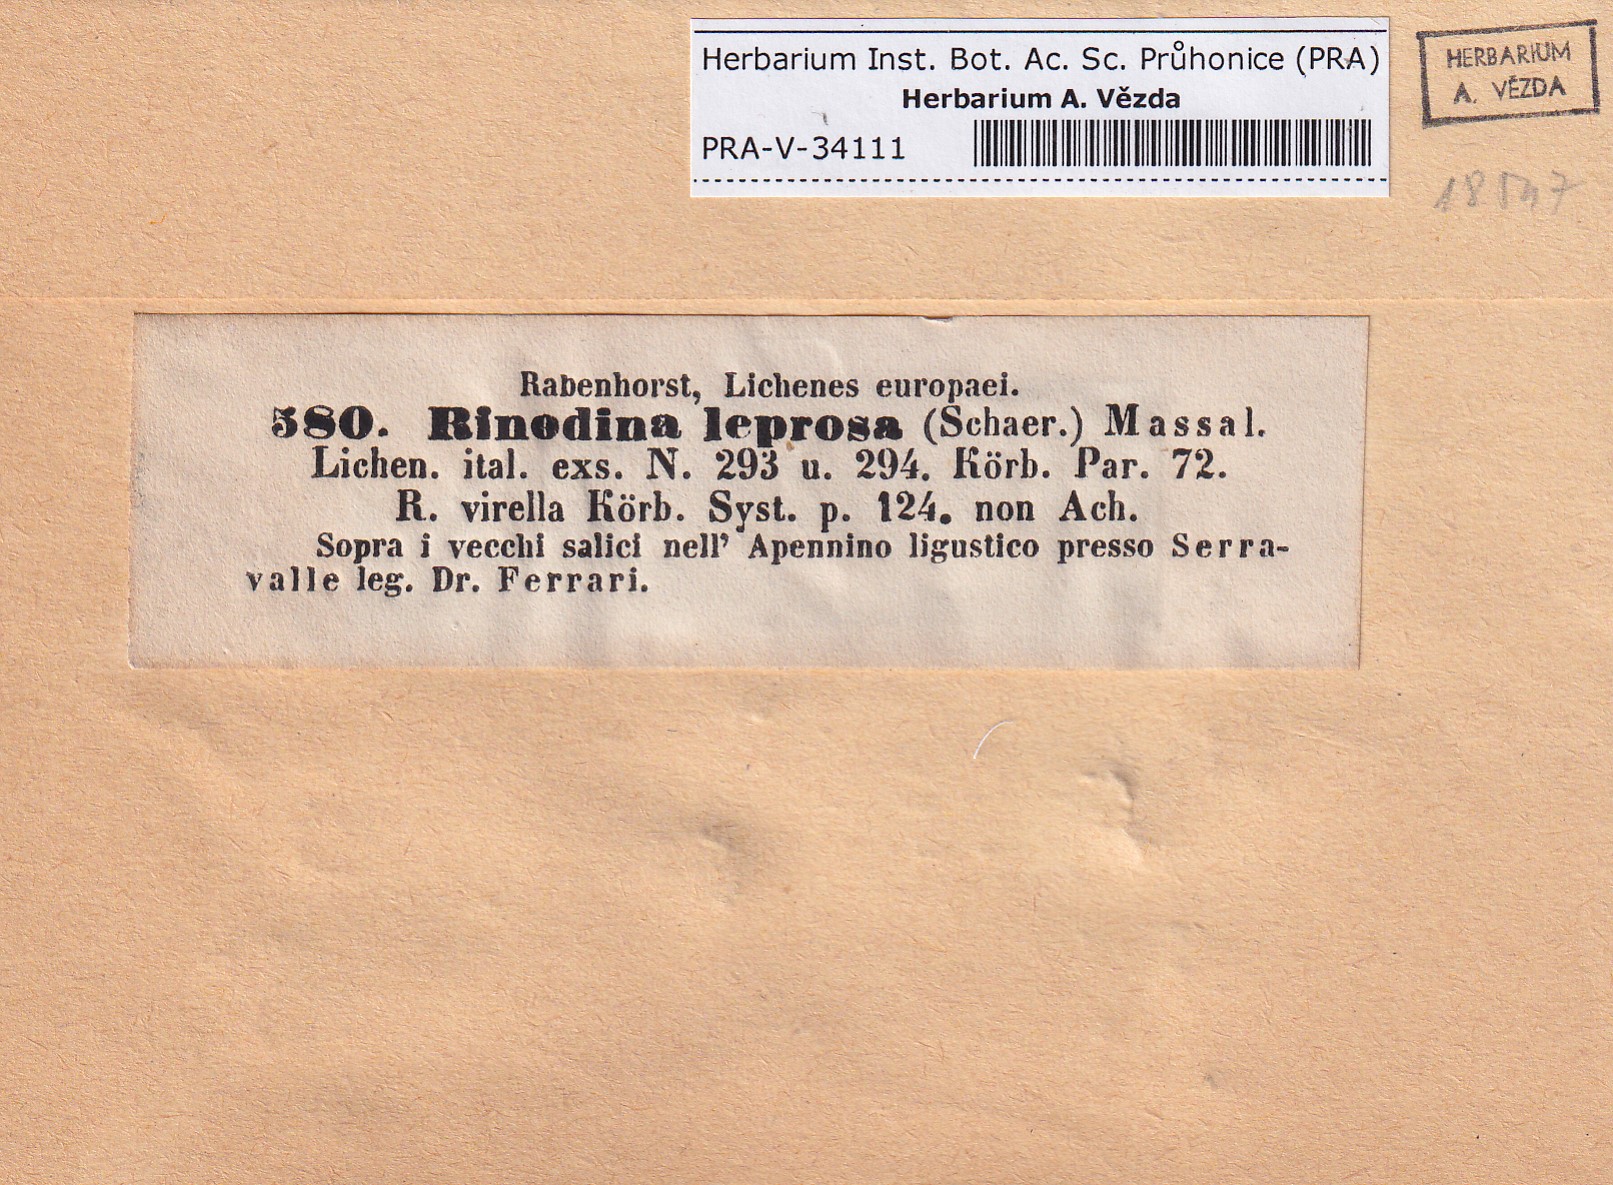 Herbarium Inst. Bot. Ac. Sc. Průhonice (PRA)
Herbarium A. Vězda
PRA-V-34111
HERBARIUM
A. VĚZDA
Rabenhorst, Lichenes europaei.
580. Rinodina leprosa (Schaer.) Massal.
Lichen. ital. exs. N. 293 u. 294. Körb. Par. 72.
R. virella Körb. Syst. p. 124. non Ach.
Sopra i vecchi salici nell' Apennino ligustico presso Serra-
valle leg. Dr. Ferrari.